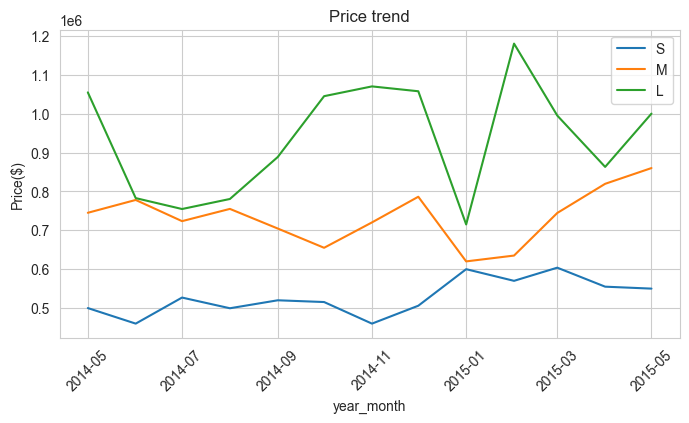 Price trend
1e6
1.2
1.1
1.0
0.9
0.8
0.7
0.6
0.5
Price($)
S
M
L
2014-05
2014-07
2014-09
2014-11
2015-01
2015-03
2015-05
year_month